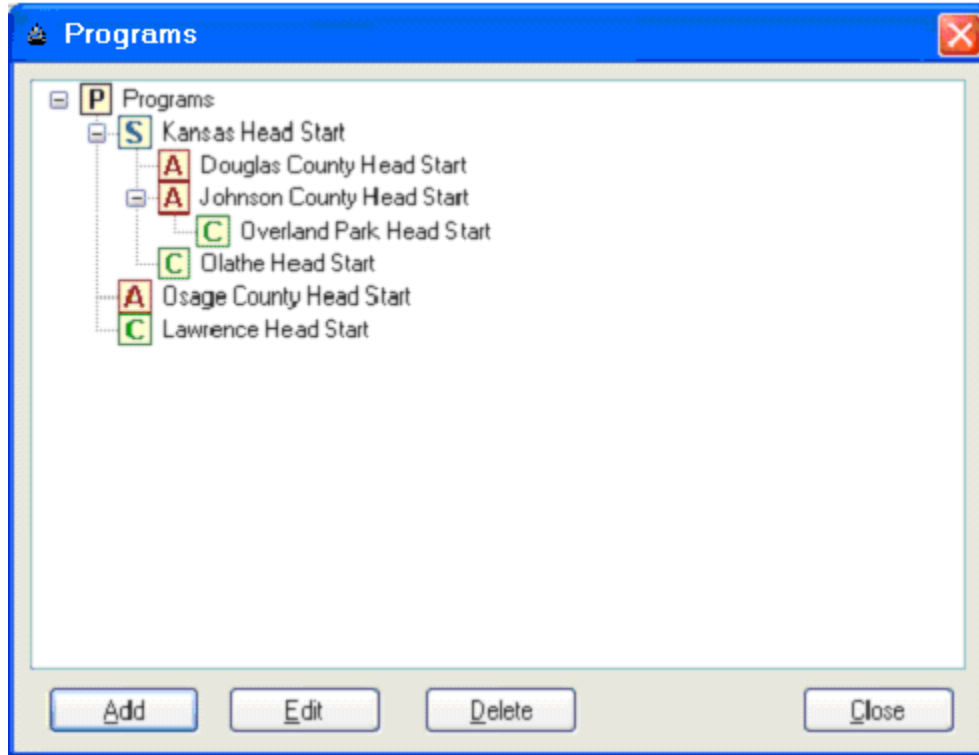 Programs
P Programs
S Kansas Head Start
A Douglas County Head Start
A Johnson County Head Start
C Overland Park Head Start
C Olathe Head Start
A Osage County Head Start
C Lawrence Head Start
Add Edit Delete Close